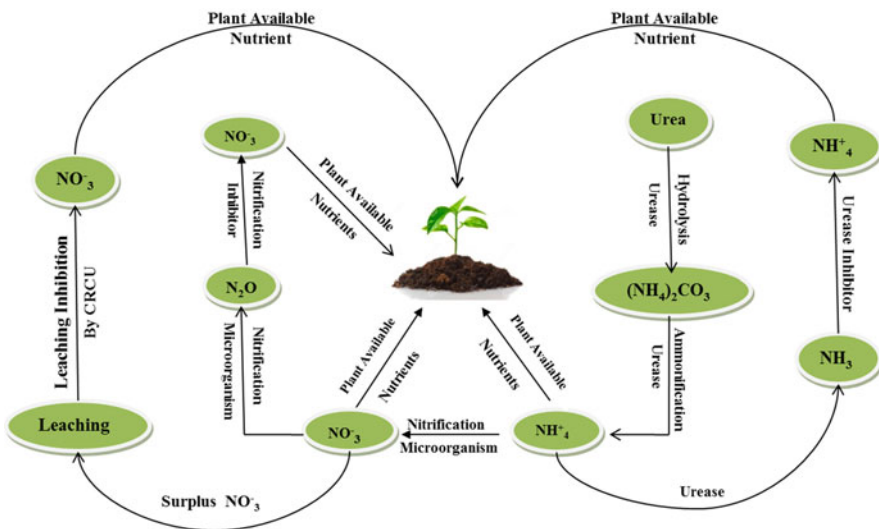 Plant Available
Nutrient
Plant Available
Nutrient
NO⁻₃
Urea
NH⁺₄
NO⁻₃
Plant Available
Nutrients
Nitrification
Inhibitor
Hydrolysis
Urease
Urease Inhibitor
Leaching Inhibition
By CRCU
N₂O
(NH₄)₂CO₃
NH₃
Nitrification
Microorganism
Plant Available
Nutrients
Plant Available
Nutrients
Ammonification
Urease
Leaching
NO⁻₃
Nitrification
Microorganism
NH⁺₄
Surplus NO⁻₃
Urease